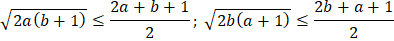 √(2a(b + 1)) ≤ (2a + b + 1)/2 ; √(2b(a + 1)) ≤ (2b + a + 1)/2